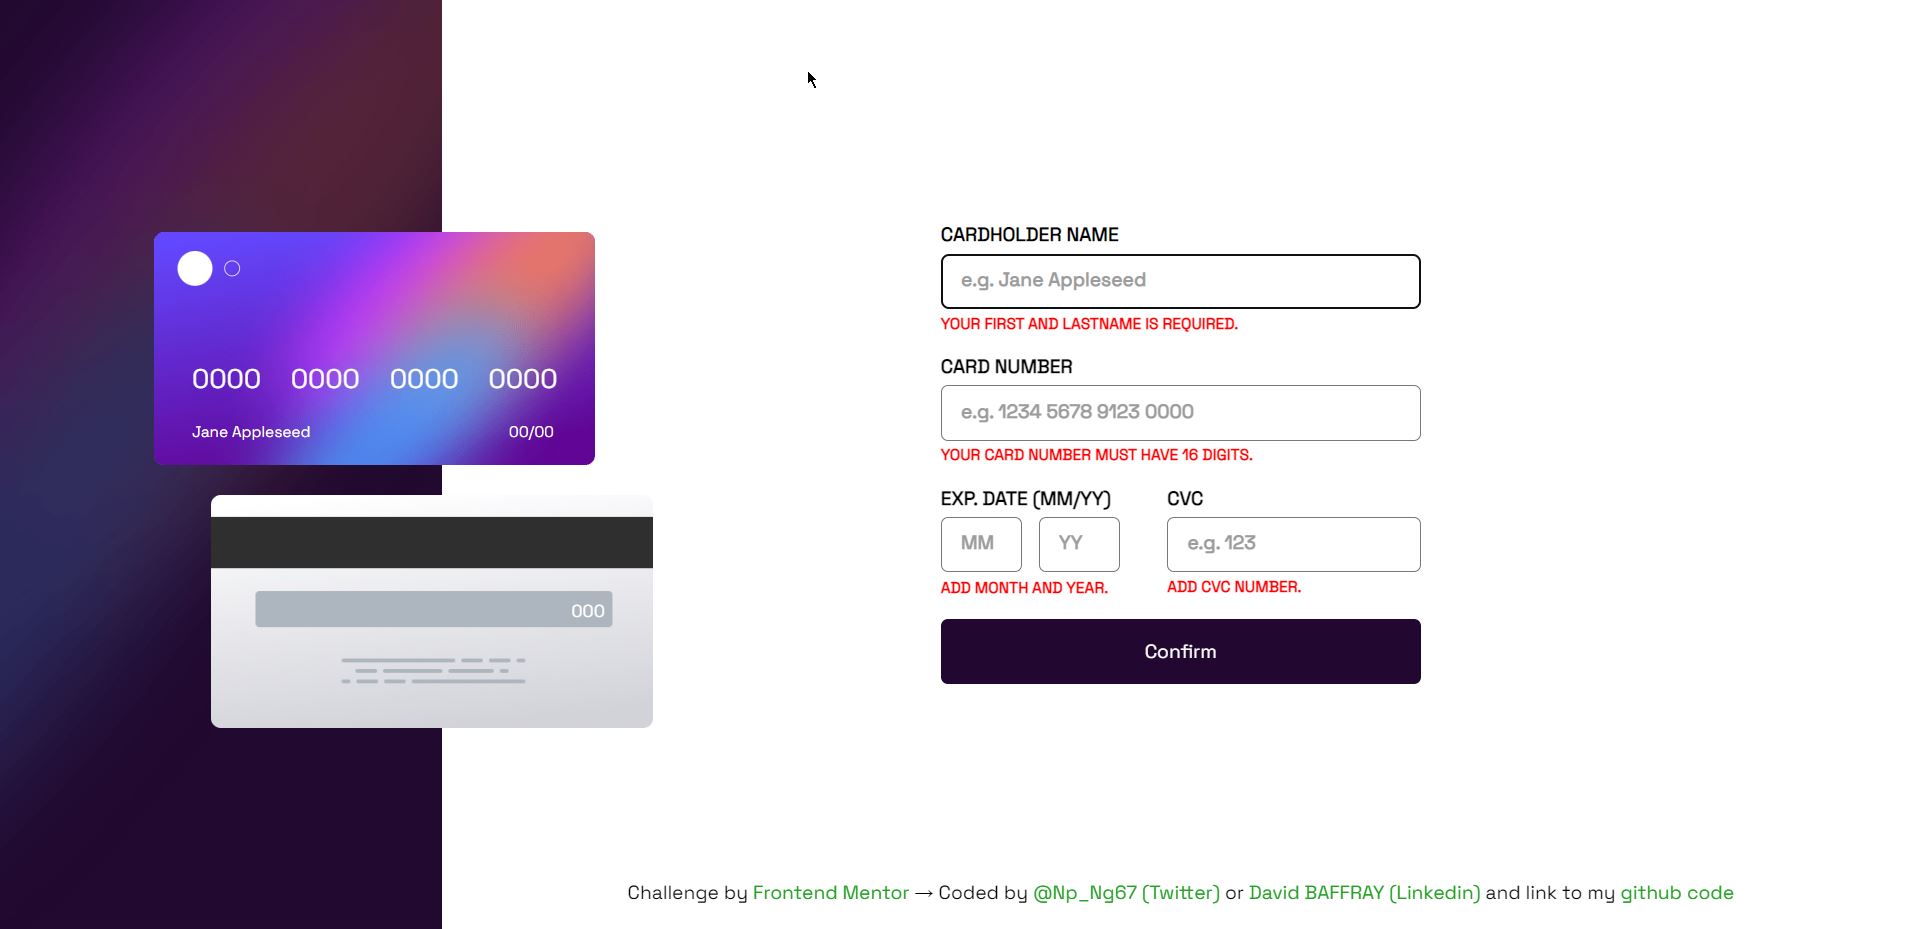 0000 0000 0000 0000
Jane Appleseed 00/00
000
CARDHOLDER NAME
e.g. Jane Appleseed
YOUR FIRST AND LASTNAME IS REQUIRED.
CARD NUMBER
e.g. 1234 5678 9123 0000
YOUR CARD NUMBER MUST HAVE 16 DIGITS.
EXP. DATE (MM/YY) CVC
MM YY e.g. 123
ADD MONTH AND YEAR. ADD CVC NUMBER.
Confirm
Challenge by Frontend Mentor → Coded by @Np_Ng67 (Twitter) or David BAFFRAY (Linkedin) and link to my github code